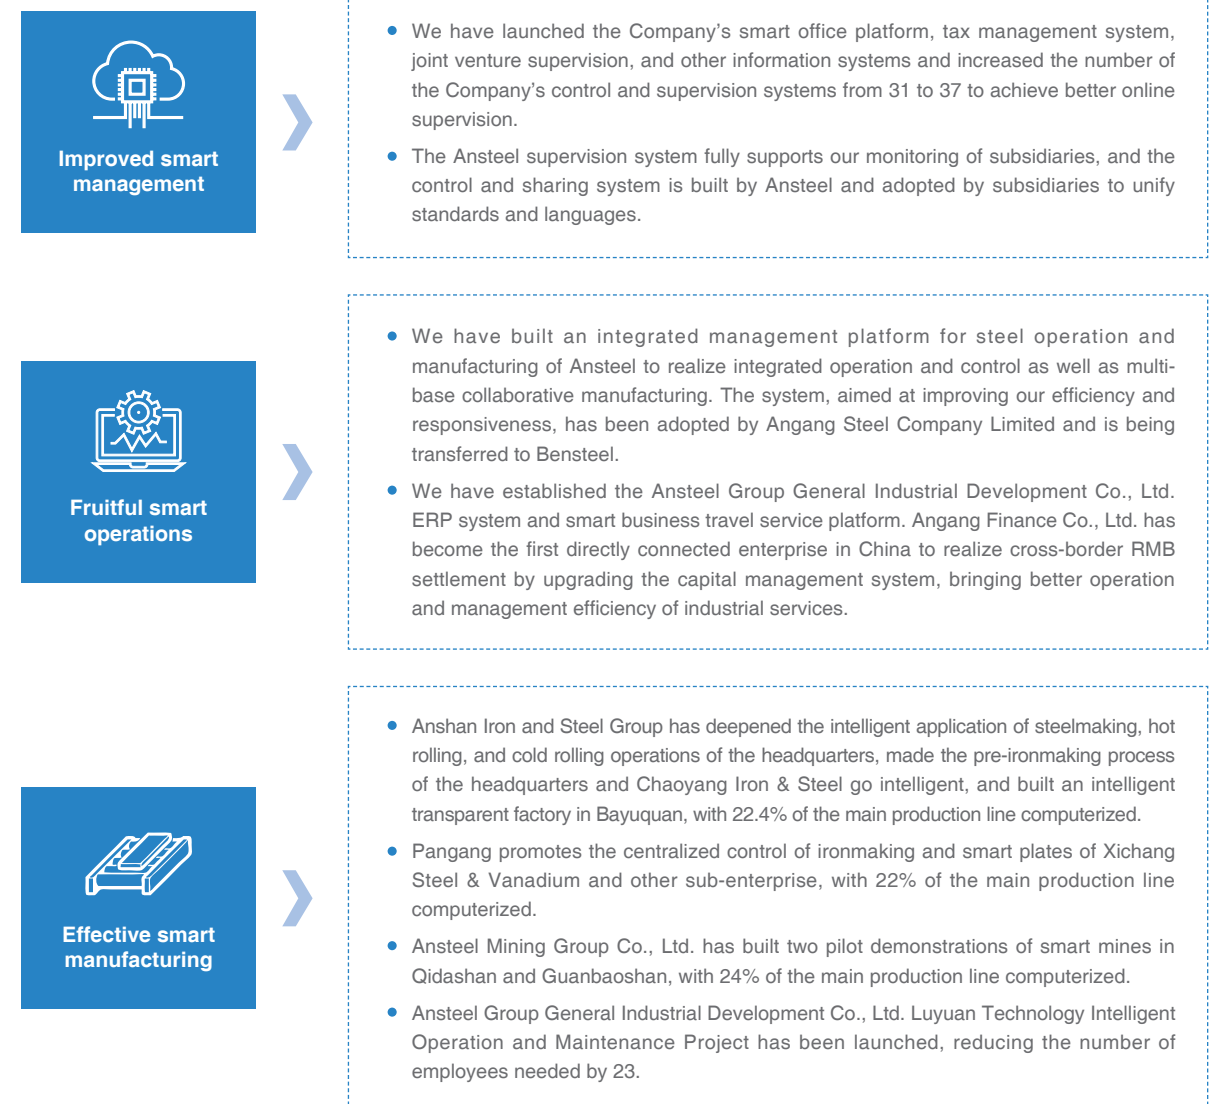 Improved smart
management
• We have launched the Company's smart office platform, tax management system,
joint venture supervision, and other information systems and increased the number of
the Company's control and supervision systems from 31 to 37 to achieve better online
supervision.
• The Ansteel supervision system fully supports our monitoring of subsidiaries, and the
control and sharing system is built by Ansteel and adopted by subsidiaries to unify
standards and languages.
Fruitful smart
operations
• We have built an integrated management platform for steel operation and
manufacturing of Ansteel to realize integrated operation and control as well as multi-
base collaborative manufacturing. The system, aimed at improving our efficiency and
responsiveness, has been adopted by Angang Steel Company Limited and is being
transferred to Bensteel.
• We have established the Ansteel Group General Industrial Development Co., Ltd.
ERP system and smart business travel service platform. Angang Finance Co., Ltd. has
become the first directly connected enterprise in China to realize cross-border RMB
settlement by upgrading the capital management system, bringing better operation
and management efficiency of industrial services.
Effective smart
manufacturing
• Anshan Iron and Steel Group has deepened the intelligent application of steelmaking, hot
rolling, and cold rolling operations of the headquarters, made the pre-ironmaking process
of the headquarters and Chaoyang Iron & Steel go intelligent, and built an intelligent
transparent factory in Bayuquan, with 22.4% of the main production line computerized.
• Pangang promotes the centralized control of ironmaking and smart plates of Xichang
Steel & Vanadium and other sub-enterprise, with 22% of the main production line
computerized.
• Ansteel Mining Group Co., Ltd. has built two pilot demonstrations of smart mines in
Qidashan and Guanbaoshan, with 24% of the main production line computerized.
• Ansteel Group General Industrial Development Co., Ltd. Luyuan Technology Intelligent
Operation and Maintenance Project has been launched, reducing the number of
employees needed by 23.